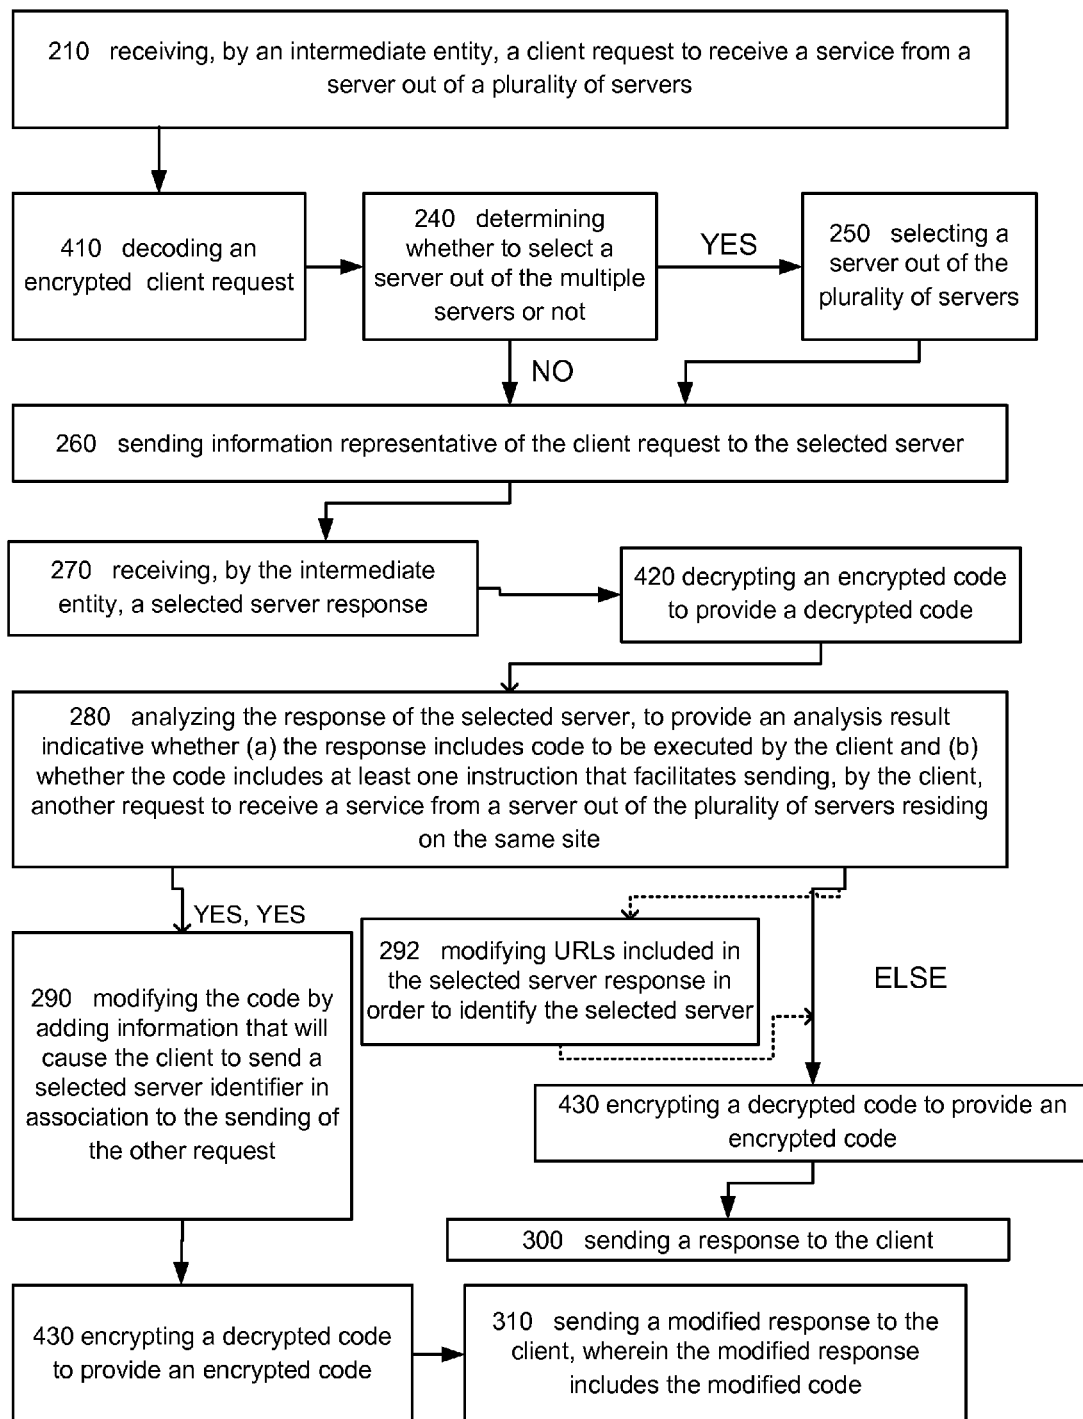 210 receiving, by an intermediate entity, a client request to receive a service from a
server out of a plurality of servers
410 decoding an
encrypted client request
240 determining
whether to select a
server out of the multiple
servers or not
YES
250 selecting a
server out of the
plurality of servers
NO
260 sending information representative of the client request to the selected server
270 receiving, by the intermediate
entity, a selected server response
420 decrypting an encrypted code
to provide a decrypted code
280 analyzing the response of the selected server, to provide an analysis result
indicative whether (a) the response includes code to be executed by the client and (b)
whether the code includes at least one instruction that facilitates sending, by the client,
another request to receive a service from a server out of the plurality of servers residing
on the same site
YES, YES
292 modifying URLs included in
the selected server response in
order to identify the selected server
ELSE
290 modifying the code by
adding information that will
cause the client to send a
selected server identifier in
association to the sending of
the other request
430 encrypting a decrypted code to provide an
encrypted code
300 sending a response to the client
430 encrypting a decrypted code
to provide an encrypted code
310 sending a modified response to the
client, wherein the modified response
includes the modified code